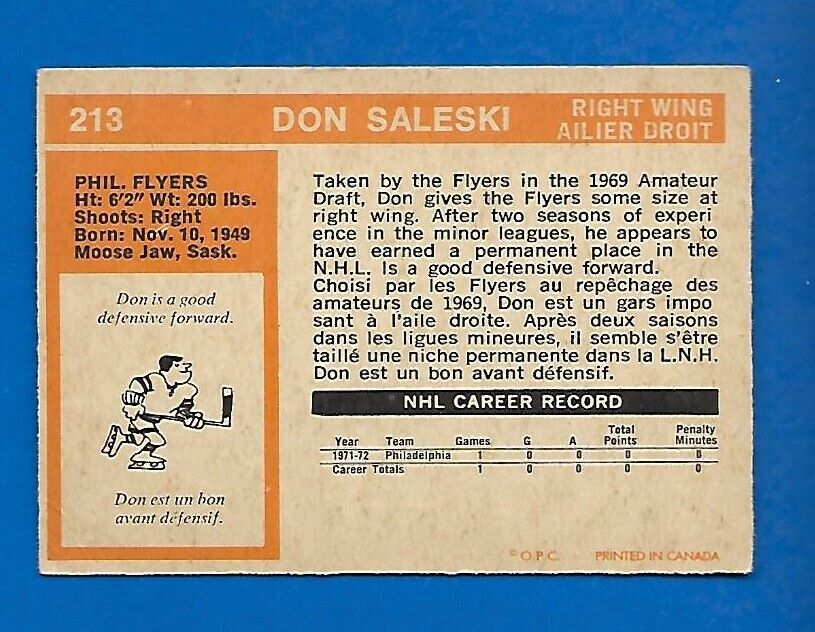 213
DON SALESKI
RIGHT WING
AILIER DROIT
PHIL. FLYERS
Ht: 6'2" Wt: 200 lbs.
Shoots: Right
Born: Nov. 10, 1949
Moose Jaw, Sask.
Don is a good
defensive forward.
Don est un bon
avant défensif.
Taken by the Flyers in the 1969 Amateur
Draft, Don gives the Flyers some size at
right wing. After two seasons of experi
ence in the minor leagues, he appears to
have earned a permanent place in the
N.H.L. Is a good defensive forward.
Choisi par les Flyers au repêchage des
amateurs de 1969, Don est un gars impo
sant à l'aile droite. Après deux saisons
dans les ligues mineures, il semble s'être
taillé une niche permanente dans la L.N.H.
Don est un bon avant défensif.
NHL CAREER RECORD
Year Team Games G A Total Points Penalty Minutes
1971-72 Philadelphia 1 0 0 0 0
Career Totals 1 0 0 0 0
© O.P.C. PRINTED IN CANADA